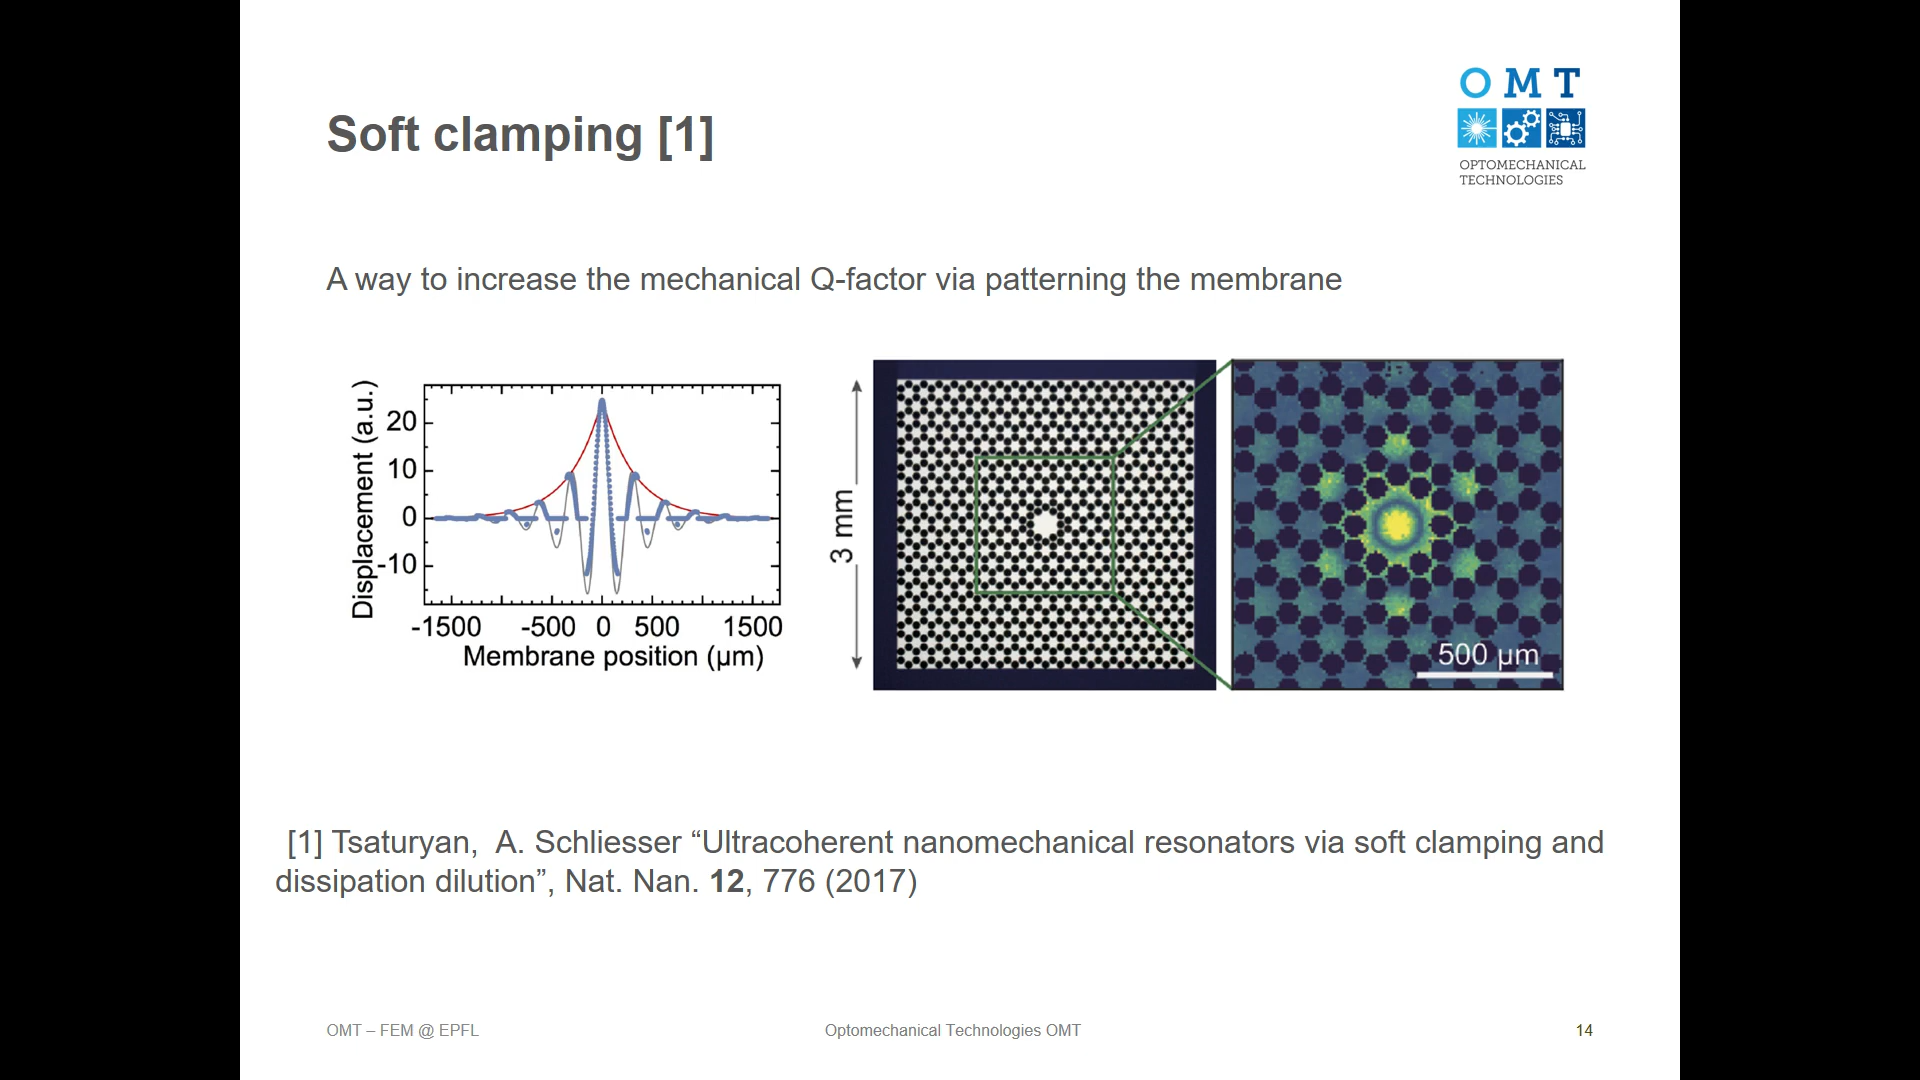 O M T
OPTOMECHANICAL
TECHNOLOGIES
Soft clamping [1]
A way to increase the mechanical Q-factor via patterning the membrane
Displacement (a.u.)
20
10
0
-10
-1500 -500 0 500 1500
Membrane position (µm)
3 mm
500 µm
[1] Tsaturyan, A. Schliesser “Ultracoherent nanomechanical resonators via soft clamping and
dissipation dilution”, Nat. Nan. 12, 776 (2017)
OMT – FEM @ EPFL
Optomechanical Technologies OMT
14